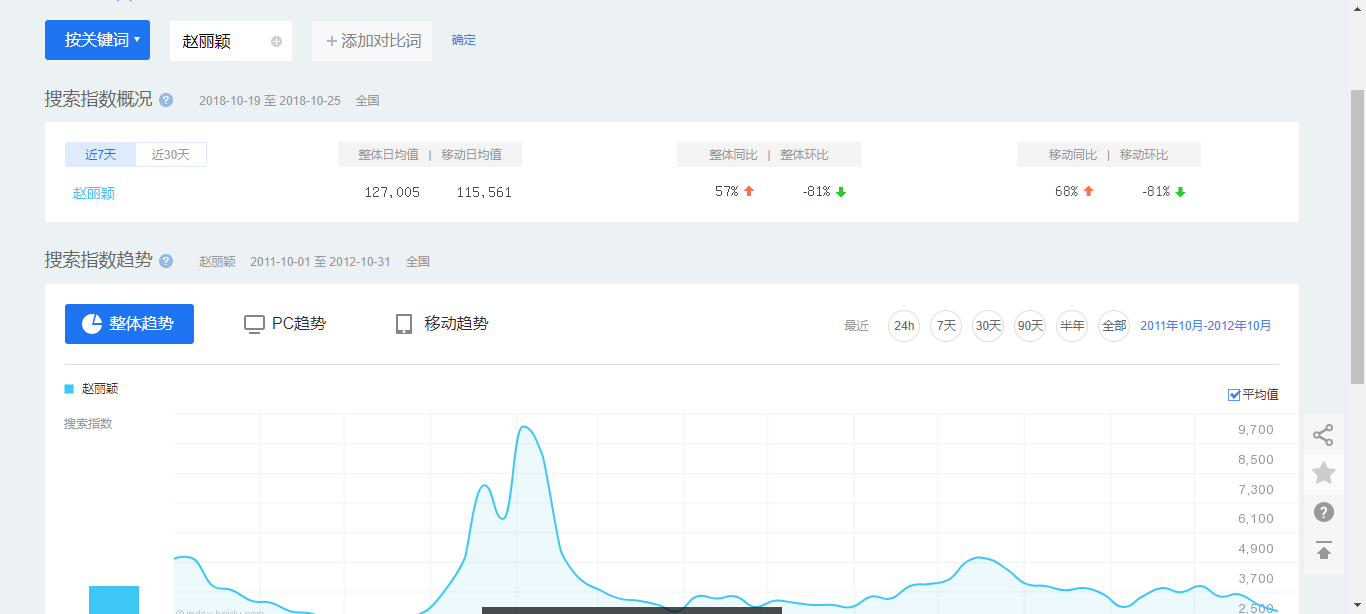 按关键词 赵丽颖 +添加对比词 确定
搜索指数概况 ? 2018-10-19 至 2018-10-25 全国
近7天 近30天 整体日均值 | 移动日均值 整体同比 | 整体环比 移动同比 | 移动环比
赵丽颖 127,005 115,561 57% -81% 68% -81%
搜索指数趋势 ? 赵丽颖 2011-10-01 至 2012-10-31 全国
整体趋势 PC趋势 移动趋势 最近 24h 7天 30天 90天 半年 全部 2011年10月-2012年10月
赵丽颖
平均值
搜索指数
9,700
8,500
7,300
6,100
4,900
3,700
2,500
@index.baidu.com
?